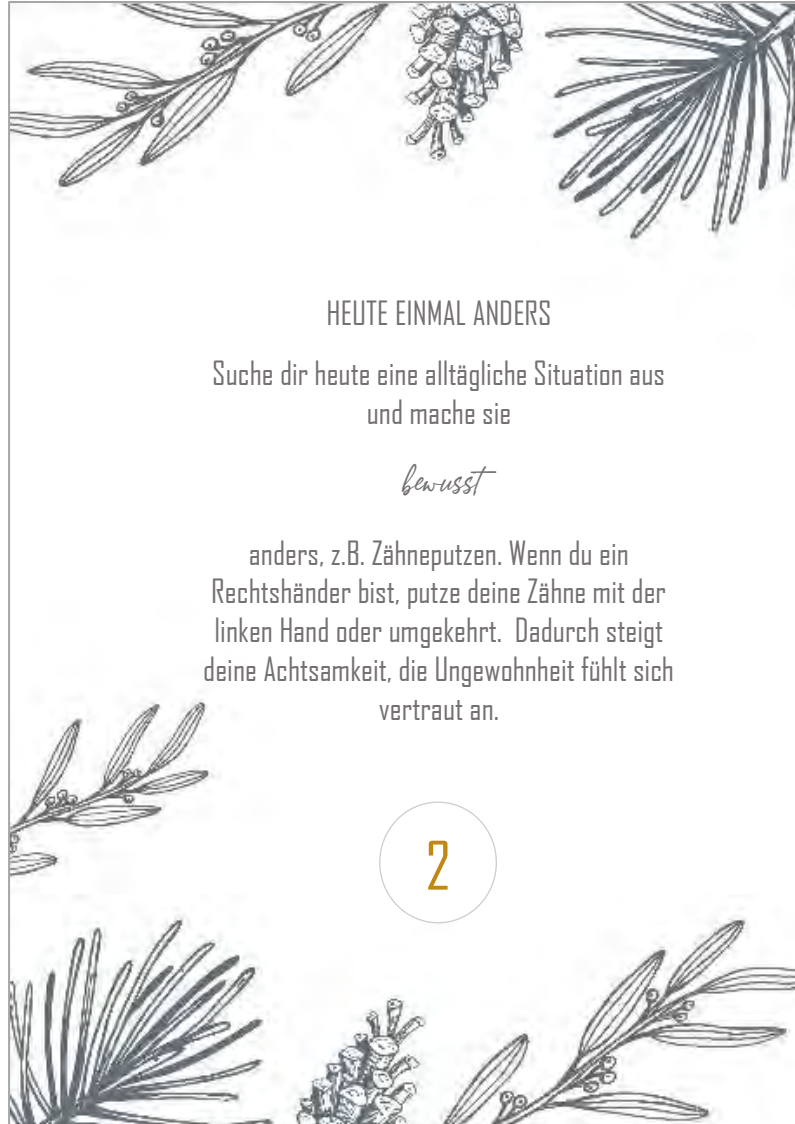 HEUTE EINMAL ANDERS
Suche dir heute eine alltägliche Situation aus
und mache sie
bewusst
anders, z.B. Zähneputzen. Wenn du ein
Rechtshänder bist, putze deine Zähne mit der
linken Hand oder umgekehrt.  Dadurch steigt
deine Achtsamkeit, die Ungewohnheit fühlt sich
vertraut an.
2